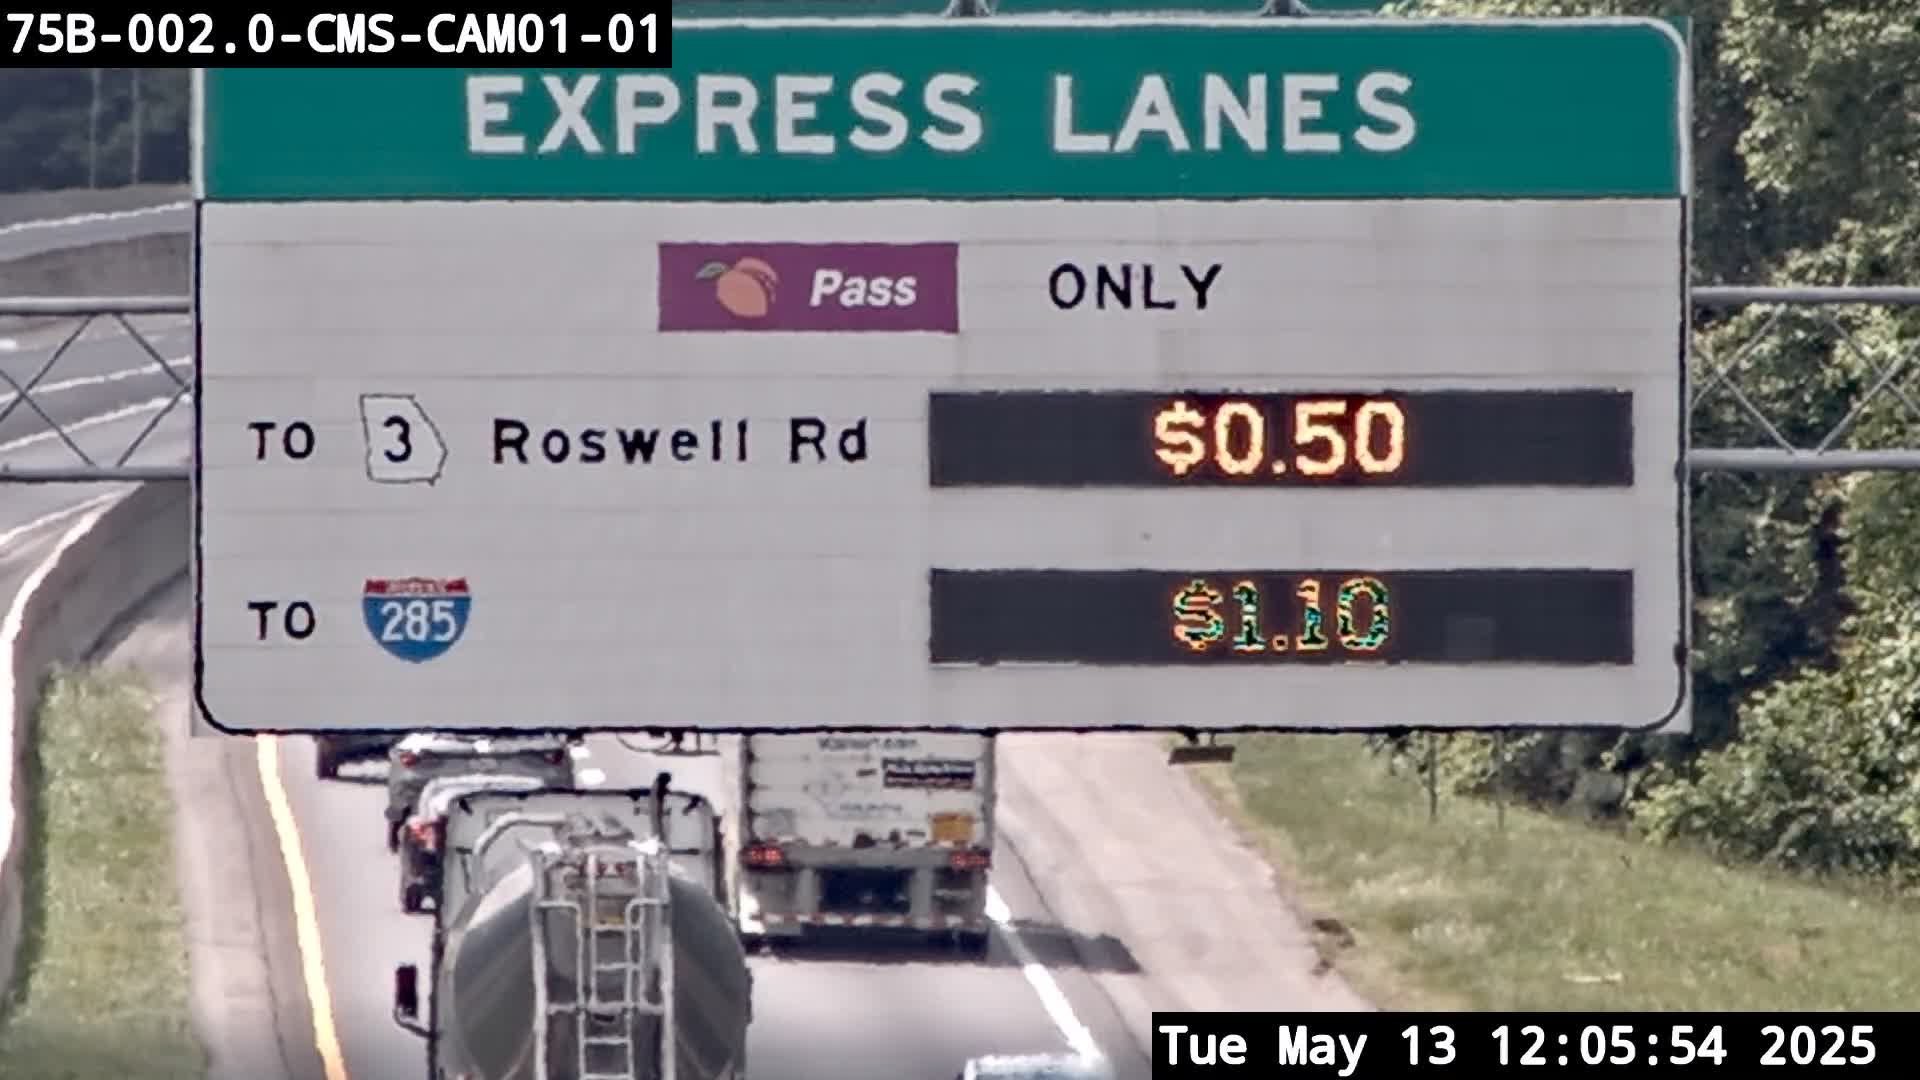 75B-002.0-CMS-CAM01-01
EXPRESS LANES
Pass ONLY
TO 3 Roswell Rd $0.50
TO 285 $1.10
Tue May 13 12:05:54 2025